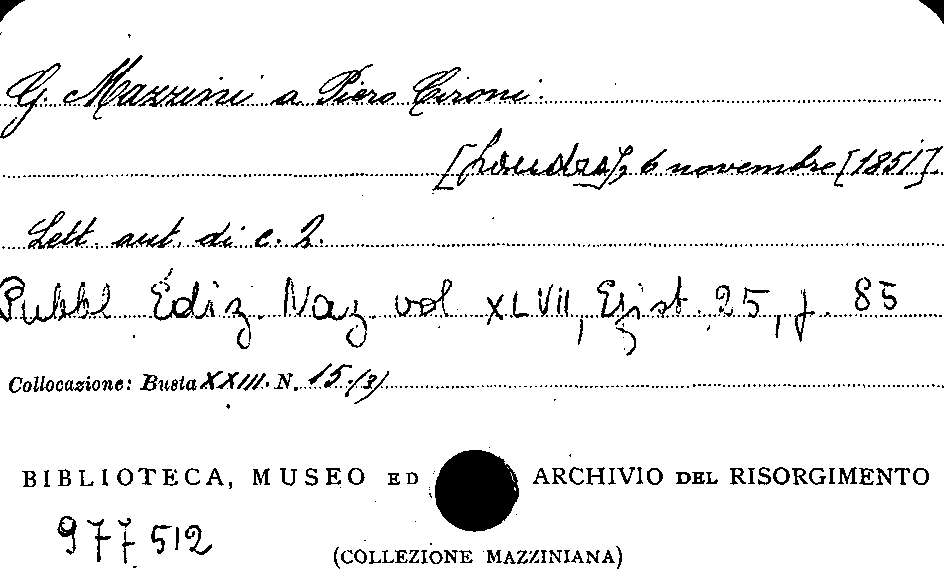 G. Mazzini a Piero Cironi.
[Londra], 6 novembre [1851].
Lett. aut. di c. 2.
Pubbl. Ediz. Naz. vol XLVII, Epist. 25, p. 85
Collocazione: Busta XXIII. N. 15 (3)
BIBLIOTECA, MUSEO ED ARCHIVIO DEL RISORGIMENTO
977512
(COLLEZIONE MAZZINIANA)